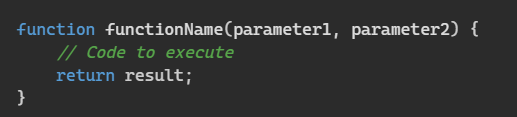 function functionName(parameter1, parameter2) {
    // Code to execute
    return result;
}